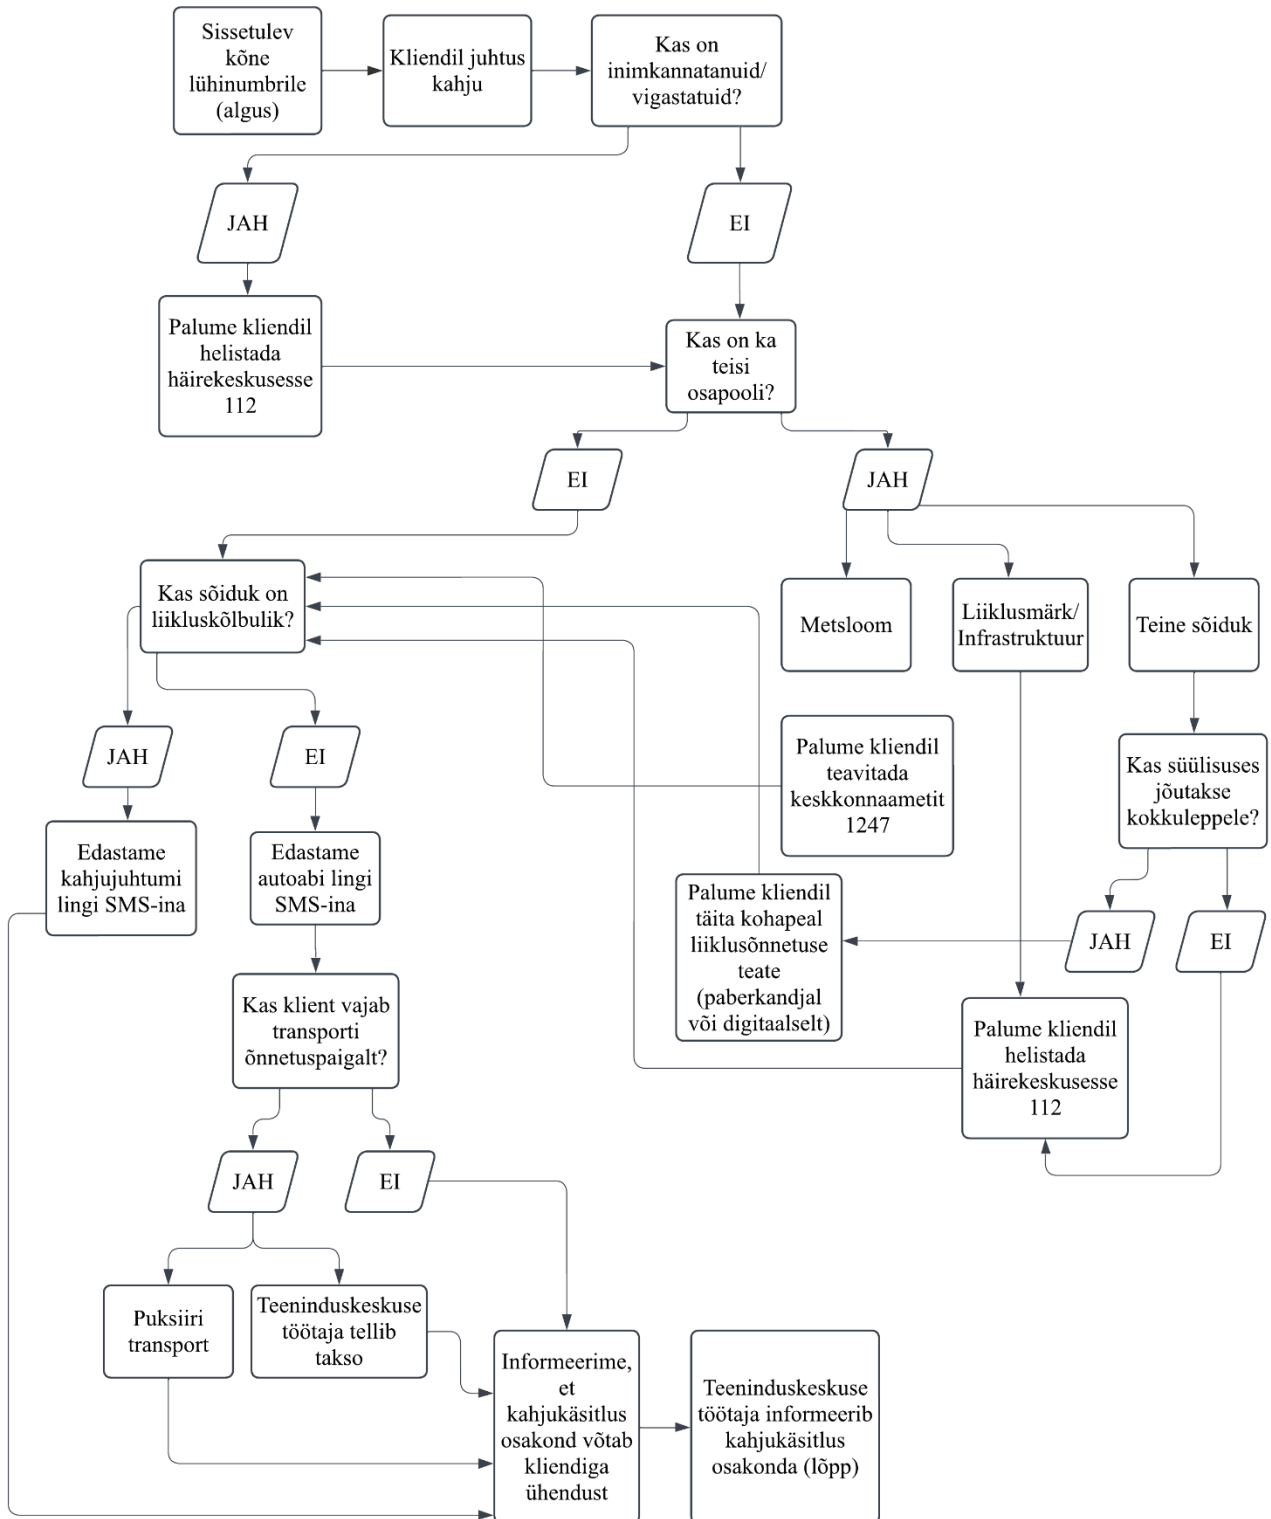 Sissetulev
kõne
lühinumbrile
(algus)
Kliendil juhtus
kahju
Kas on
inimkannatanuid/
vigastatuid?
JAH
EI
Palume kliendil
helistada
häirekeskusesse
112
Kas on ka
teisi
osapooli?
EI
JAH
Kas sõiduk on
liikluskõlbulik?
Metsloom
Liiklusmärk/
Infrastruktuur
Teine sõiduk
JAH
EI
Palume kliendil
teavitada
keskkonnaametit
1247
Kas süülisuses
jõutakse
kokkuleppele?
Edastame
kahjujuhtumi
lingi SMS-ina
Edastame
autoabi lingi
SMS-ina
Palume kliendil
täita kohapeal
liiklusõnnetuse
teate
(paberkandjal
või digitaalselt)
JAH
EI
Kas klient vajab
transporti
õnnetuspaigalt?
Palume kliendil
helistada
häirekeskusesse
112
JAH
EI
Puksiiri
transport
Teeninduskeskuse
töötaja tellib
takso
Informeerime,
et
kahjukäsitlus
osakond võtab
kliendiga
ühendust
Teeninduskeskuse
töötaja informeerib
kahjukäsitlus
osakonda (lõpp)